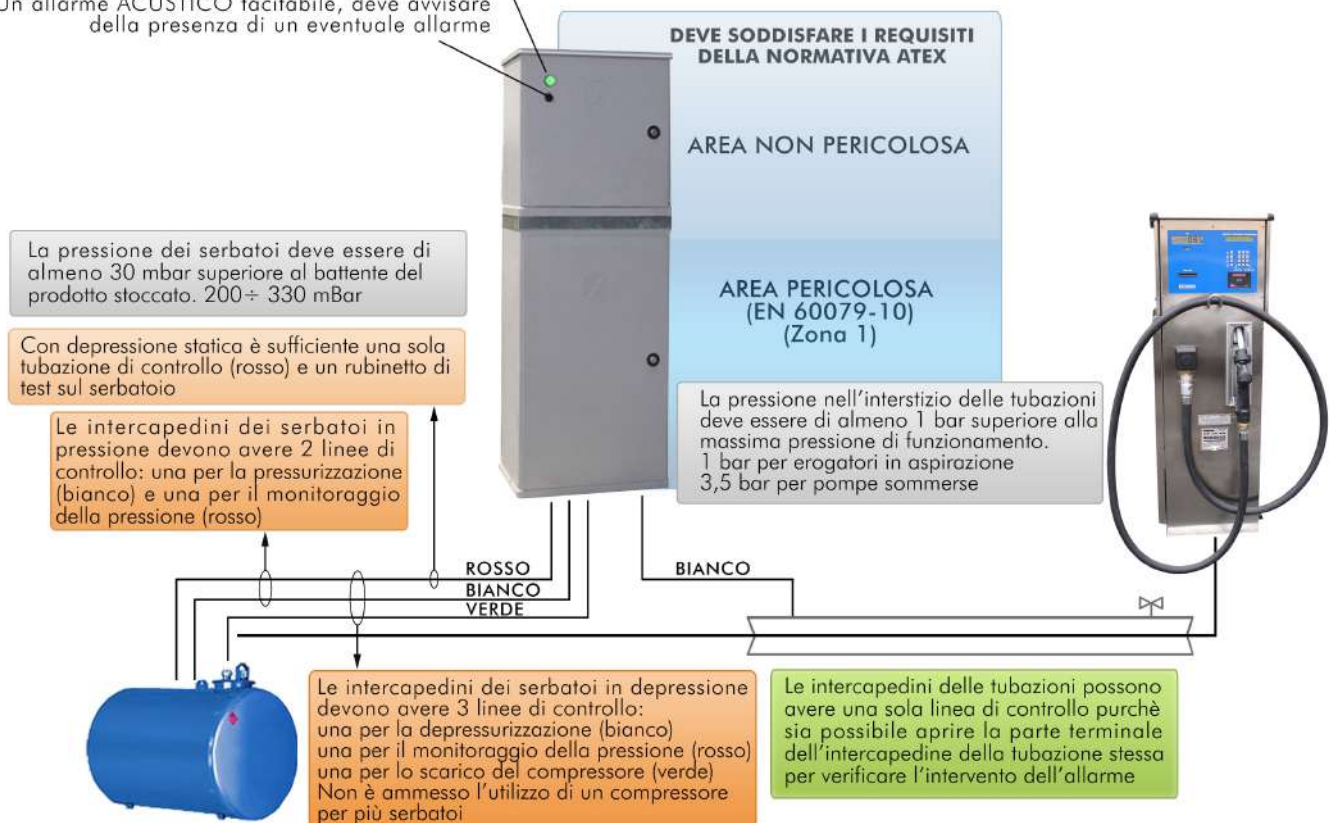 Un allarme ACUSTICO tacitabile, deve avvisare
della presenza di un eventuale allarme
DEVE SODDISFARE I REQUISITI
DELLA NORMATIVA ATEX
AREA NON PERICOLOSA
La pressione dei serbatoi deve essere di
almeno 30 mbar superiore al battente del
prodotto stoccato. 200÷ 330 mBar
AREA PERICOLOSA
(EN 60079-10)
(Zona 1)
Con depressione statica è sufficiente una sola
tubazione di controllo (rosso) e un rubinetto di
test sul serbatoio
Le intercapedini dei serbatoi in
pressione devono avere 2 linee di
controllo: una per la pressurizzazione
(bianco) e una per il monitoraggio
della pressione (rosso)
La pressione nell'interstizio delle tubazioni
deve essere di almeno 1 bar superiore alla
massima pressione di funzionamento.
1 bar per erogatori in aspirazione
3,5 bar per pompe sommerse
ROSSO
BIANCO
VERDE
BIANCO
Le intercapedini dei serbatoi in depressione
devono avere 3 linee di controllo:
una per la depressurizzazione (bianco)
una per il monitoraggio della pressione (rosso)
una per lo scarico del compressore (verde)
Non è ammesso l'utilizzo di un compressore
per più serbatoi
Le intercapedini delle tubazioni possono
avere una sola linea di controllo purchè
sia possibile aprire la parte terminale
dell'intercapedine della tubazione stessa
per verificare l'intervento dell'allarme